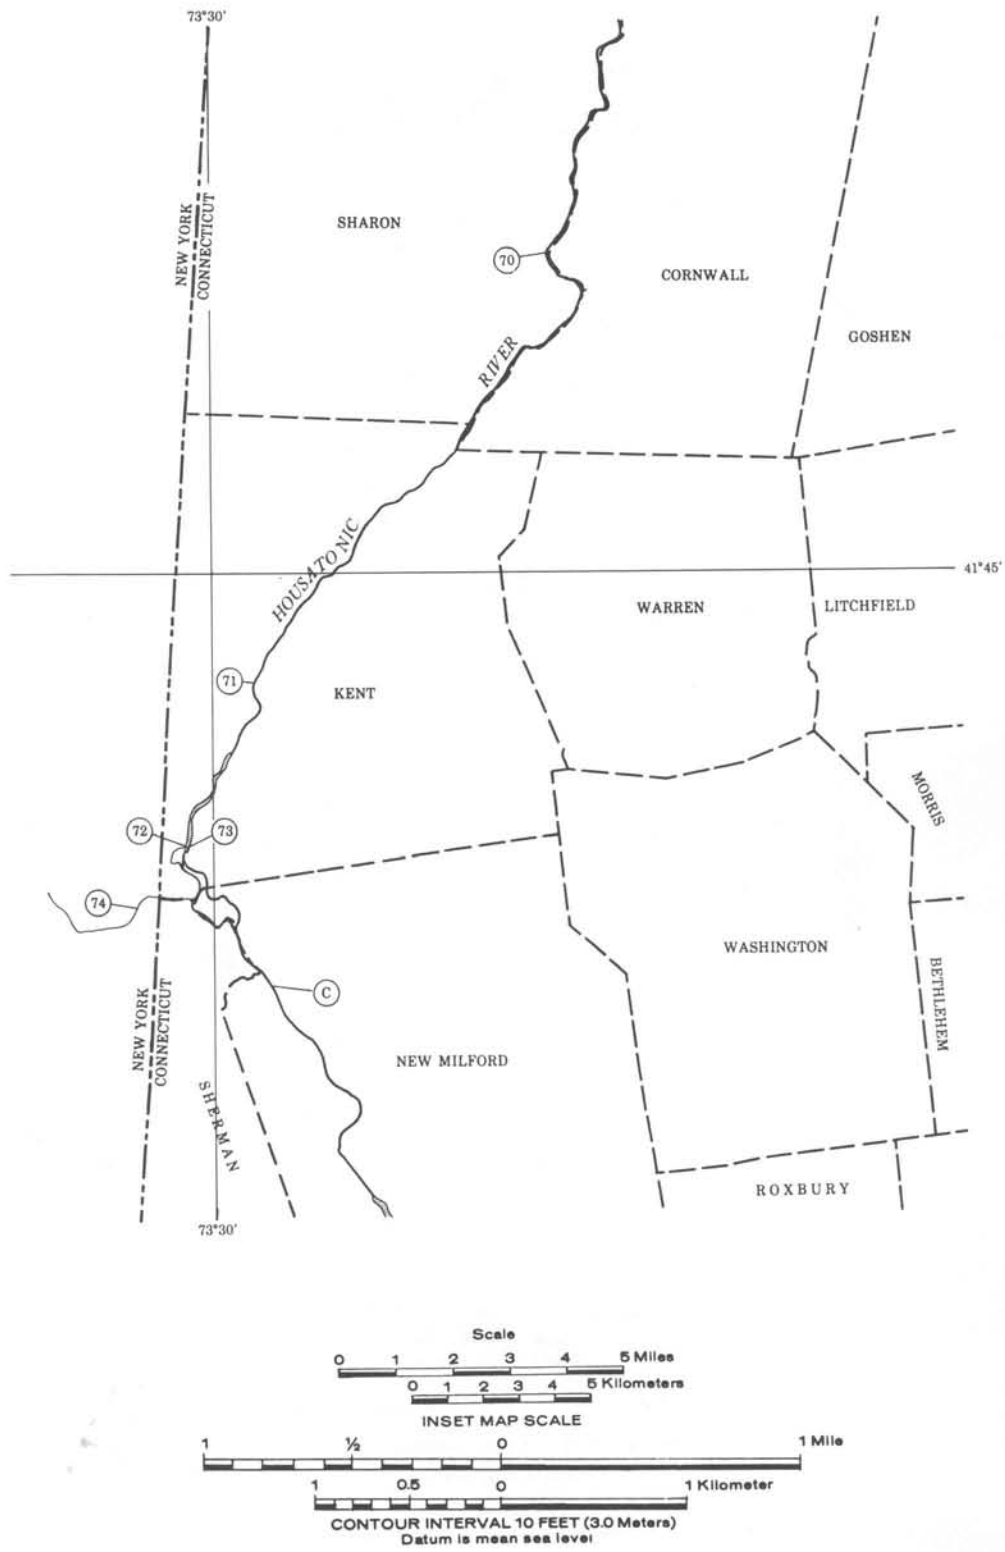 73°30'
NEW YORK
CONNECTICUT
SHARON
70
CORNWALL
GOSHEN
RIVER
HOUSATONIC
41°45'
WARREN
LITCHFIELD
71
KENT
MORRIS
72
73
74
WASHINGTON
BETHLEHEM
C
NEW YORK
CONNECTICUT
NEW MILFORD
SHERMAN
ROXBURY
73°30'
Scale
0 1 2 3 4 5 Miles
0 1 2 3 4 5 Kilometers
INSET MAP SCALE
1 ½ 0 1 Mile
1 0.5 0 1 Kilometer
CONTOUR INTERVAL 10 FEET (3.0 Meters)
Datum is mean sea level